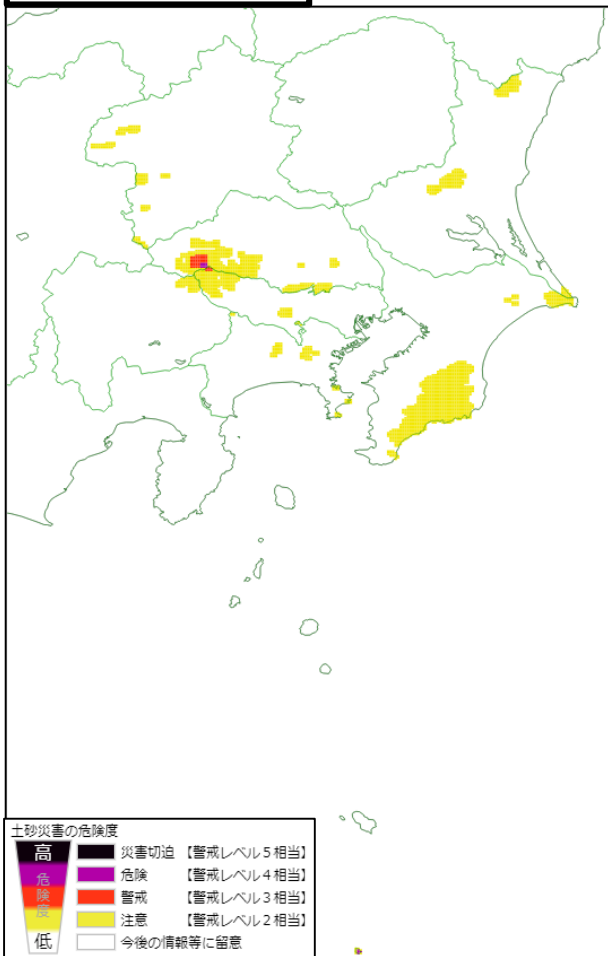 土砂災害の危険度
高
危
険
度
低
災害切迫 【警戒レベル5相当】
危険 【警戒レベル4相当】
警戒 【警戒レベル3相当】
注意 【警戒レベル2相当】
今後の情報等に留意